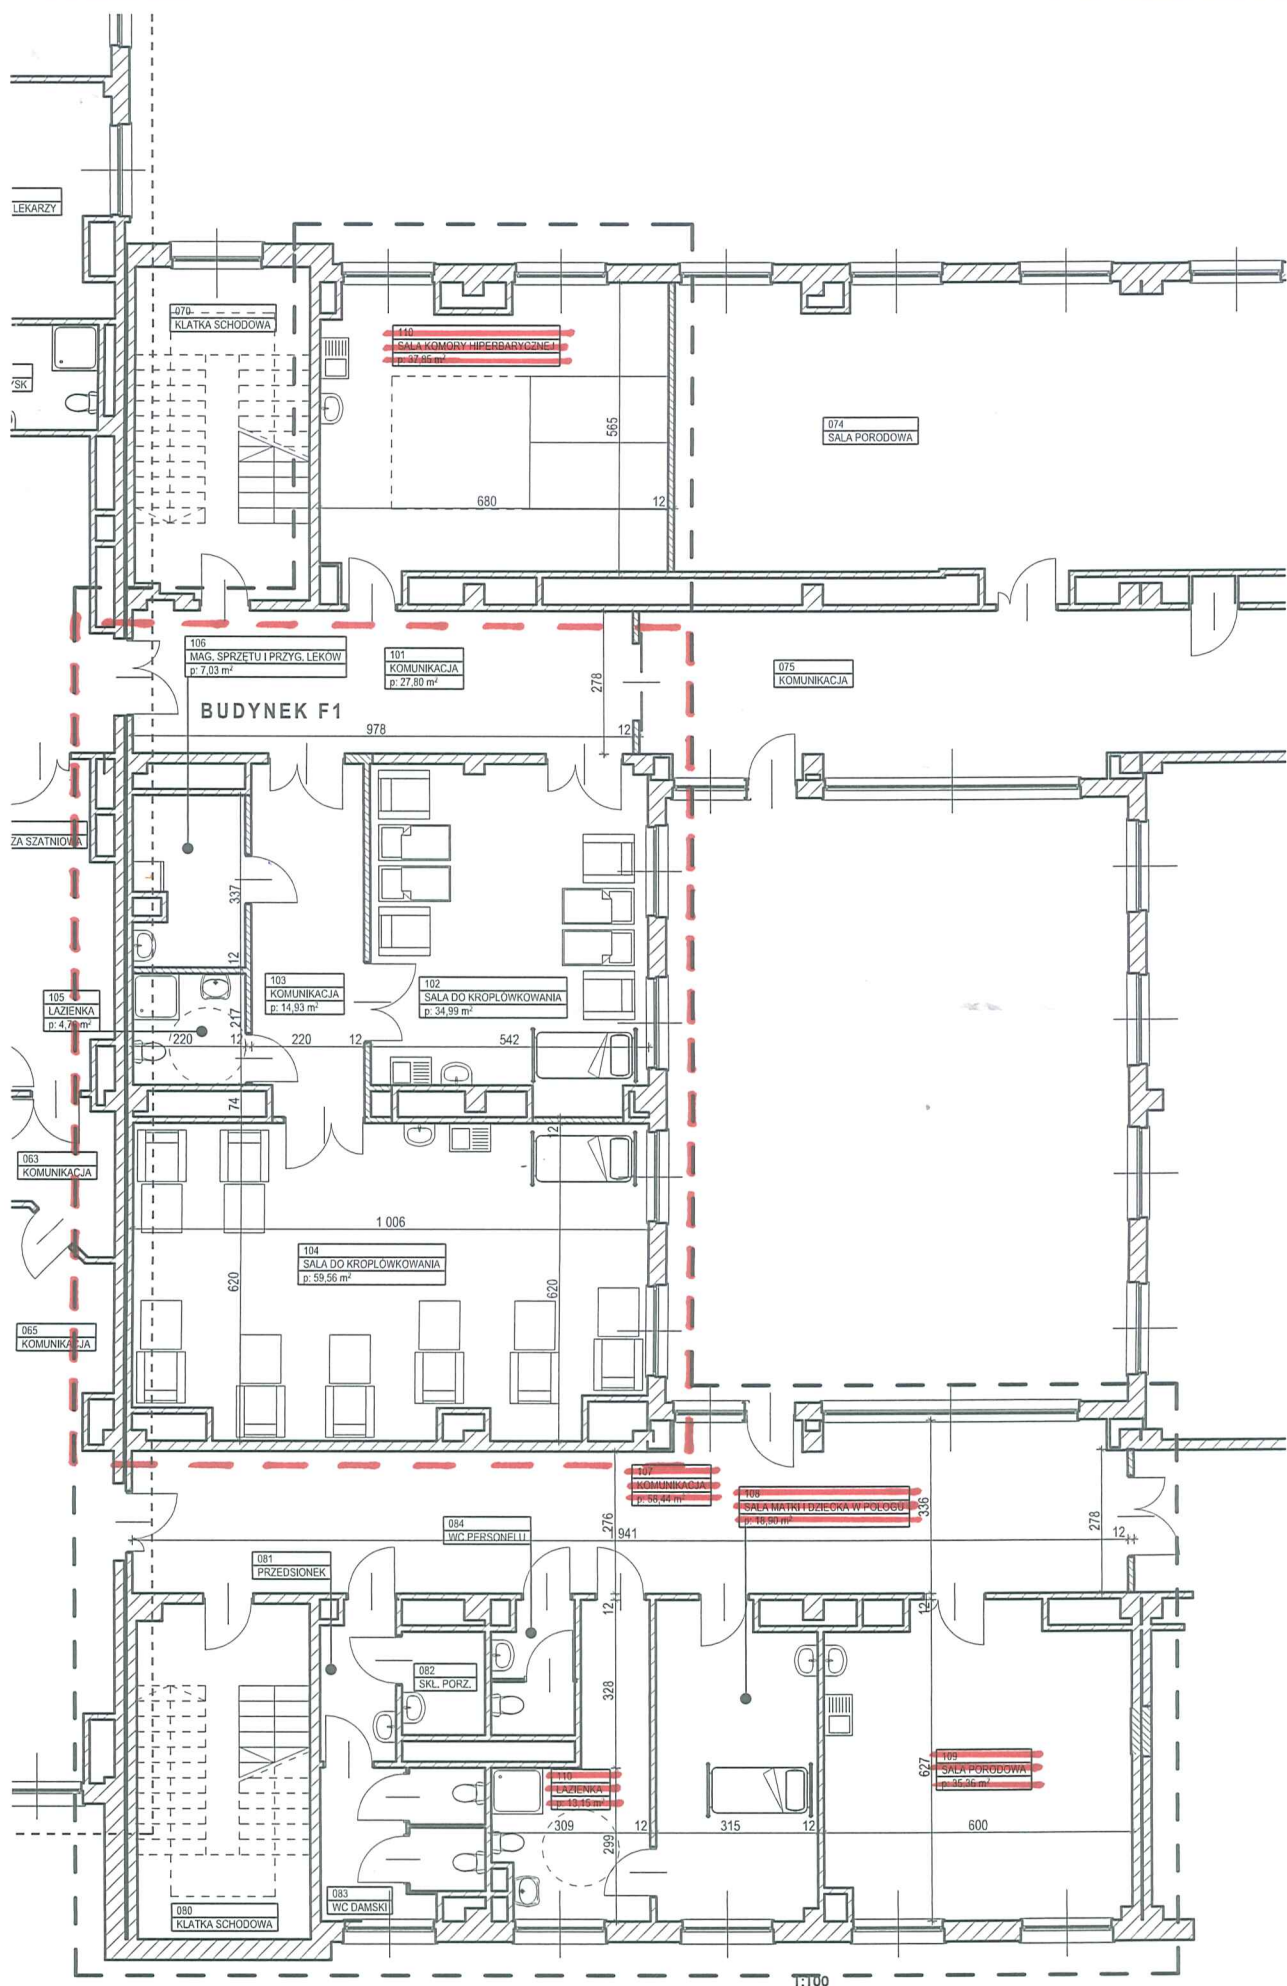 LEKARZY
YSK
070
KLATKA SCHODOWA
110
SALA KOMORY HIPERBARYCZNEJ
p: 37,85 m²
565
680
12
074
SALA PORODOWA
106
MAG. SPRZĘTU I PRZYG. LEKÓW
p: 7,03 m²
101
KOMUNIKACJA
p: 27,80 m²
278
075
KOMUNIKACJA
BUDYNEK F1
978
12
ZA SZATNIOWA
337
12
103
KOMUNIKACJA
p: 14,93 m²
102
SALA DO KROPLÓWKOWANIA
p: 34,99 m²
105
ŁAZIENKA
217
220
12
220
12
542
74
12
063
KOMUNIKACJA
1 006
104
SALA DO KROPLÓWKOWANIA
p: 59,56 m²
620
620
065
KOMUNIKACJA
107
KOMUNIKACJA
p: 58,44 m²
108
SALA MATKI I DZIECKA W POŁOGU
p: 18,90 m²
276
336
278
084
WC PERSONELU
941
12
081
PRZEDSIONEK
12
12
082
SKŁ. PORZ.
328
109
SALA PORODOWA
p: 35,36 m²
627
110
ŁAZIENKA
p: 13,15 m²
309
12
315
12
600
299
083
WC DAMSKI
080
KLATKA SCHODOWA
1:100